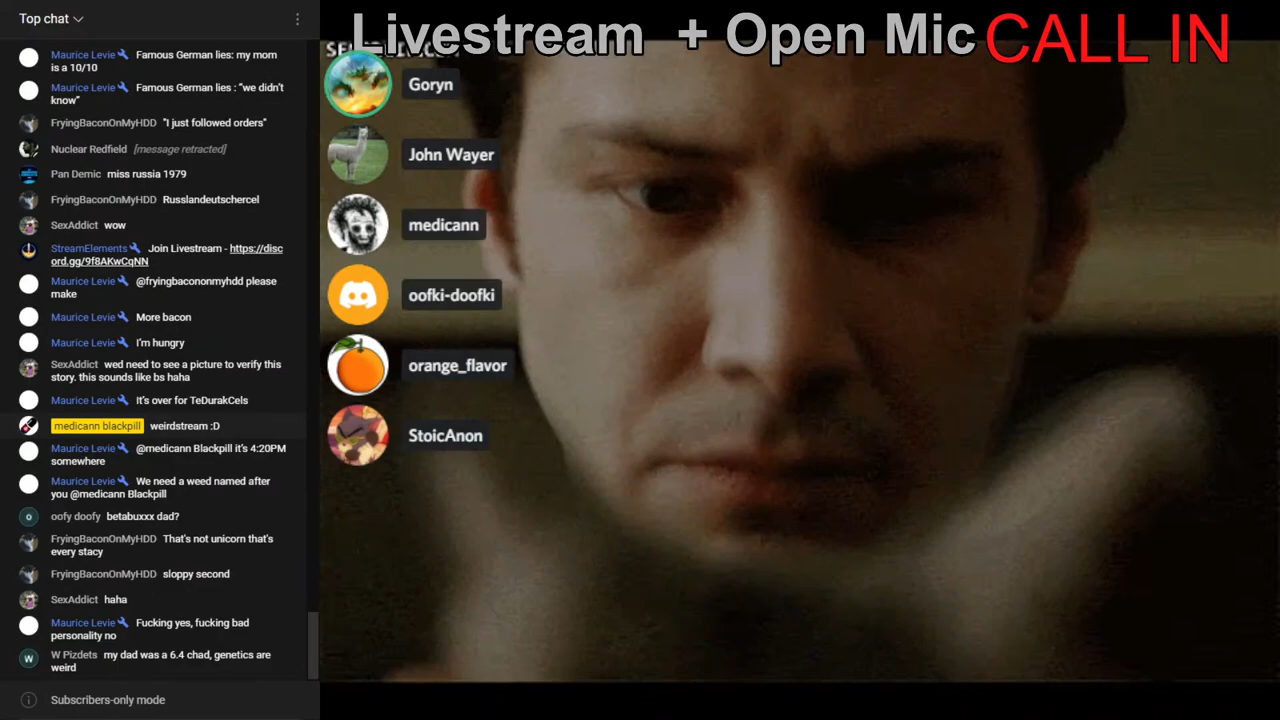 Top chat
Maurice Levie Famous German lies: my mom
is a 10/10
Maurice Levie Famous German lies : “we didn’t
know”
FryingBaconOnMyHDD "I just followed orders"
Nuclear Redfield [message retracted]
Pan Demic miss russia 1979
FryingBaconOnMyHDD Russlandeutschercel
SexAddict wow
StreamElements Join Livestream - https://disc
ord.gg/9f8AKwCqNN
Maurice Levie @fryingbacononmyhdd please
make
Maurice Levie More bacon
Maurice Levie I’m hungry
SexAddict wed need to see a picture to verify this
story. this sounds like bs haha
Maurice Levie It’s over for TeDurakCels
medicann blackpill weirdstream :D
Maurice Levie @medicann Blackpill it’s 4:20PM
somewhere
Maurice Levie We need a weed named after
you @medicann Blackpill
oofy doofy betabuxxx dad?
FryingBaconOnMyHDD That's not unicorn that's
every stacy
FryingBaconOnMyHDD sloppy second
SexAddict haha
Maurice Levie Fucking yes, fucking bad
personality no
W Pizdets my dad was a 6.4 chad, genetics are
weird
Subscribers-only mode
Livestream + Open Mic CALL IN
Goryn
John Wayer
medicann
oofki-doofki
orange_flavor
StoicAnon